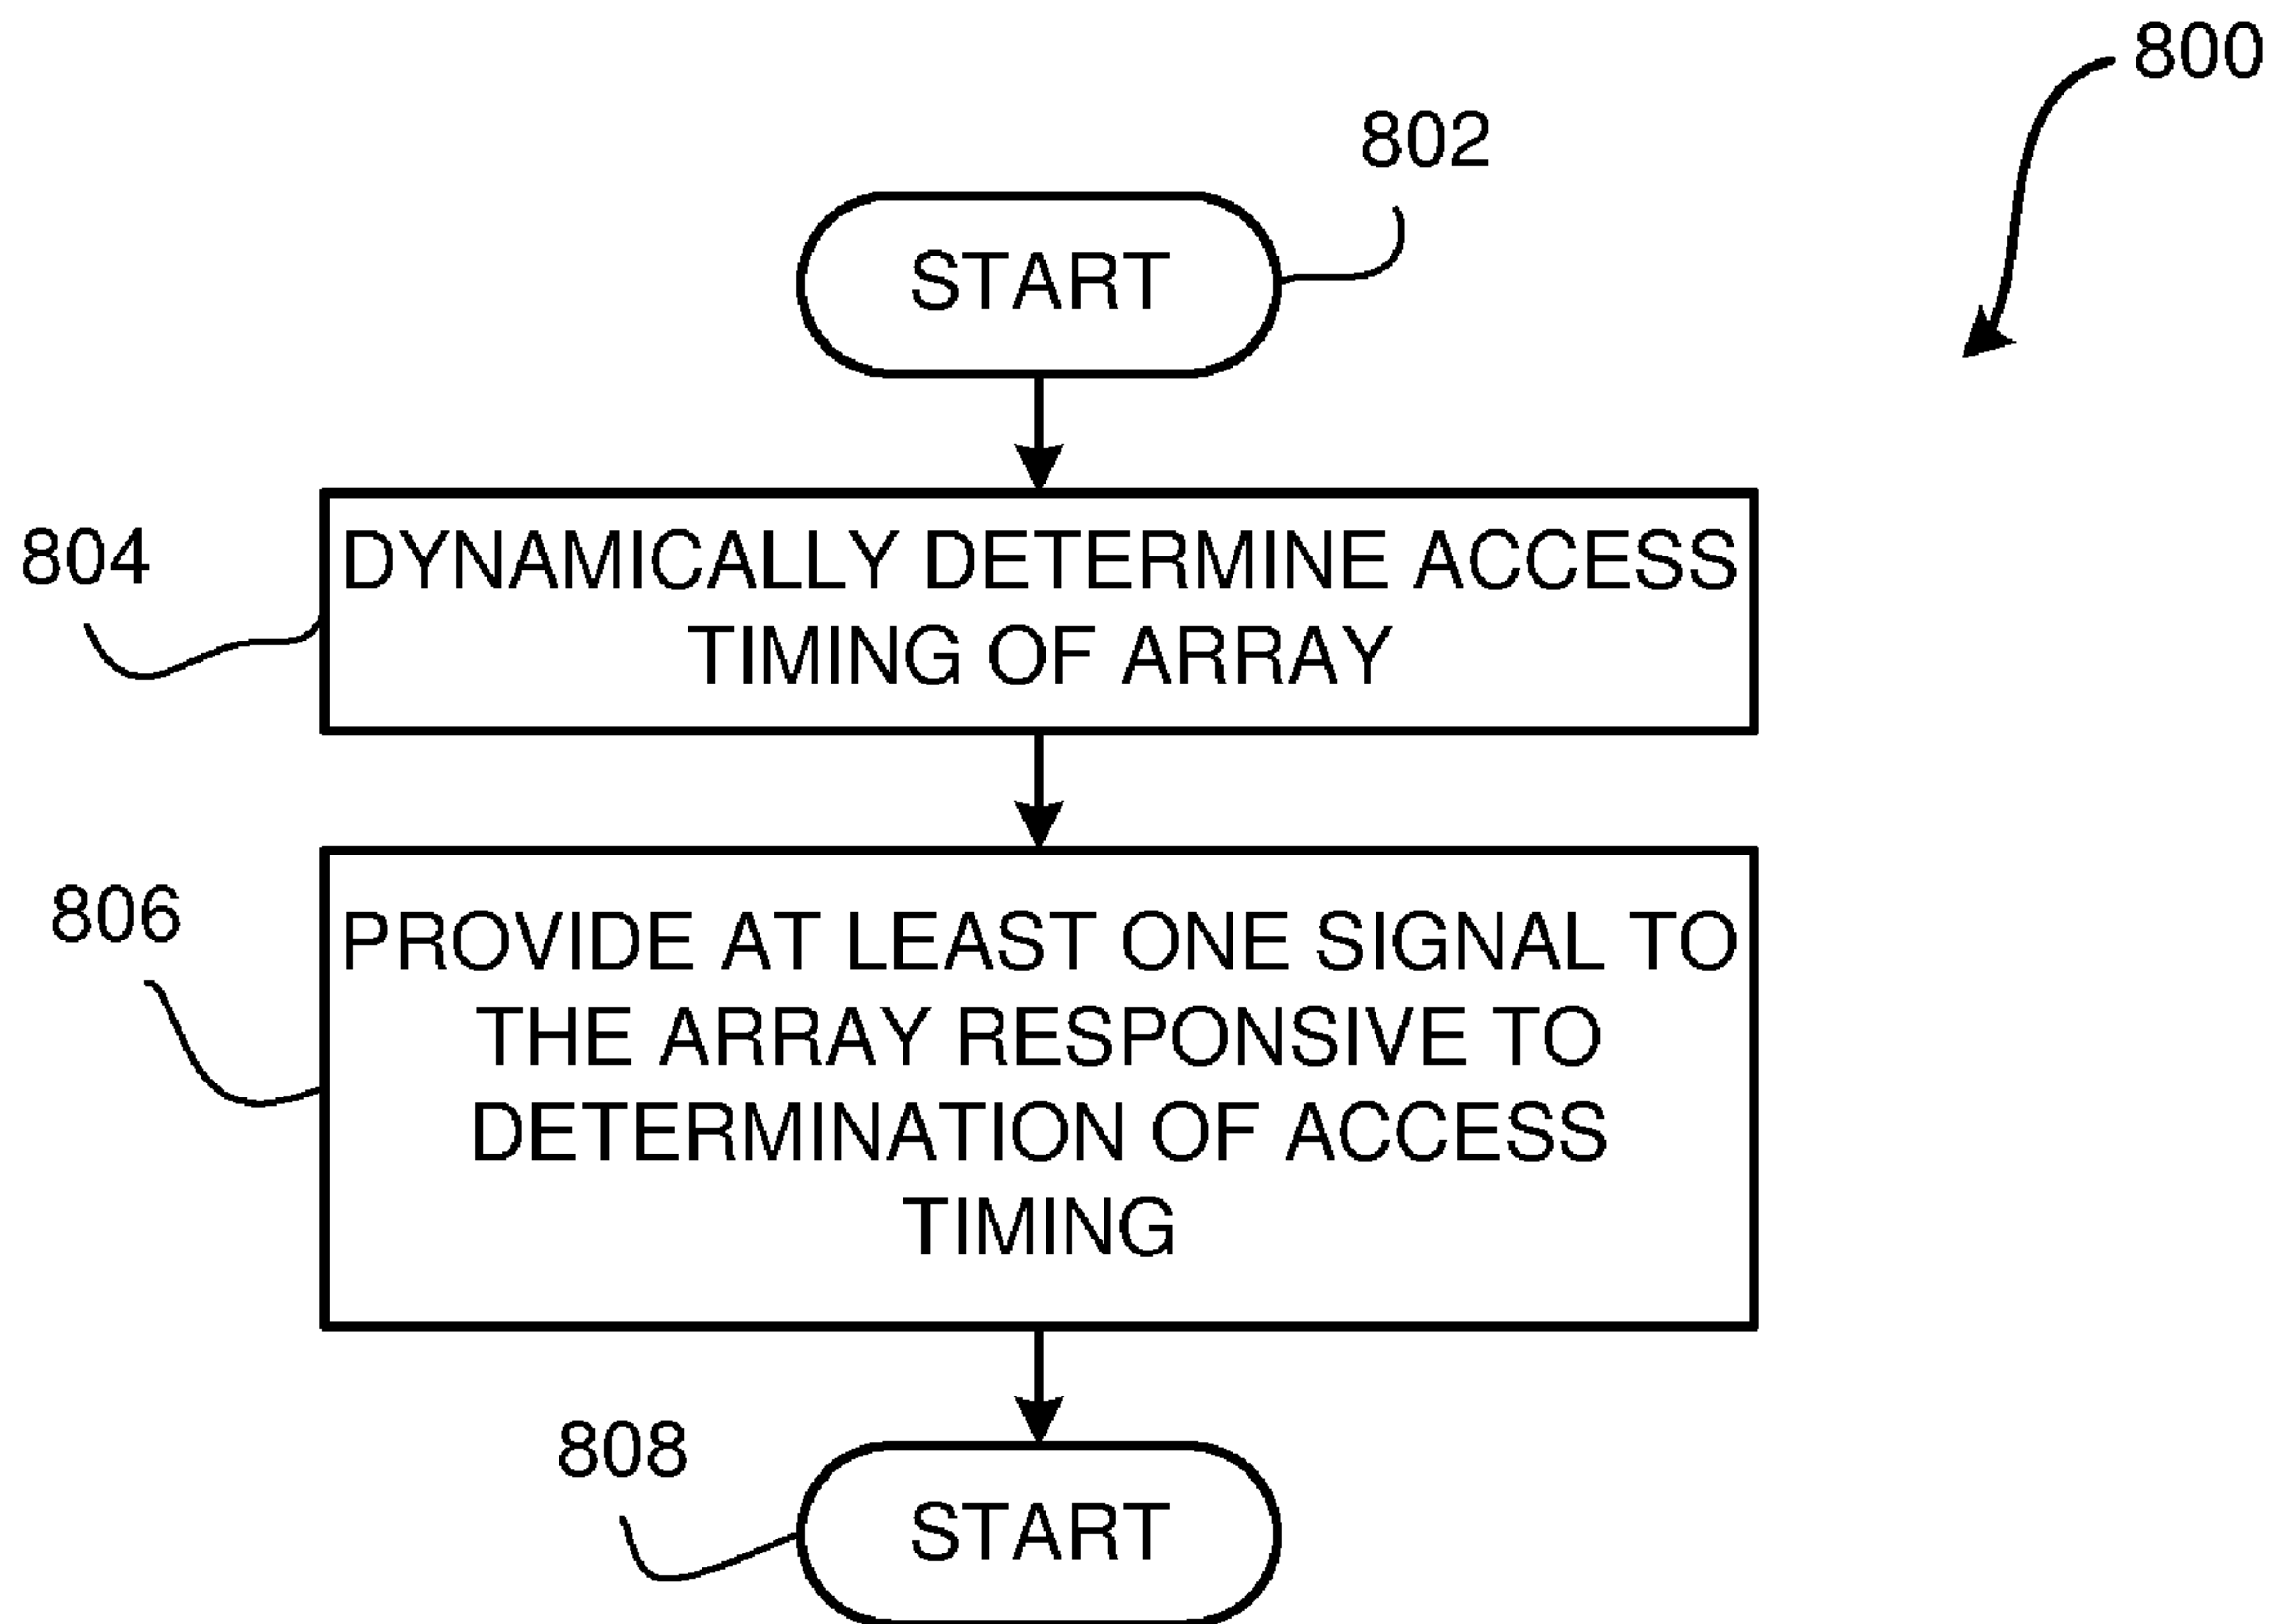 800
802
START
804
DYNAMICALLY DETERMINE ACCESS
TIMING OF ARRAY
806
PROVIDE AT LEAST ONE SIGNAL TO
THE ARRAY RESPONSIVE TO
DETERMINATION OF ACCESS
TIMING
808
START